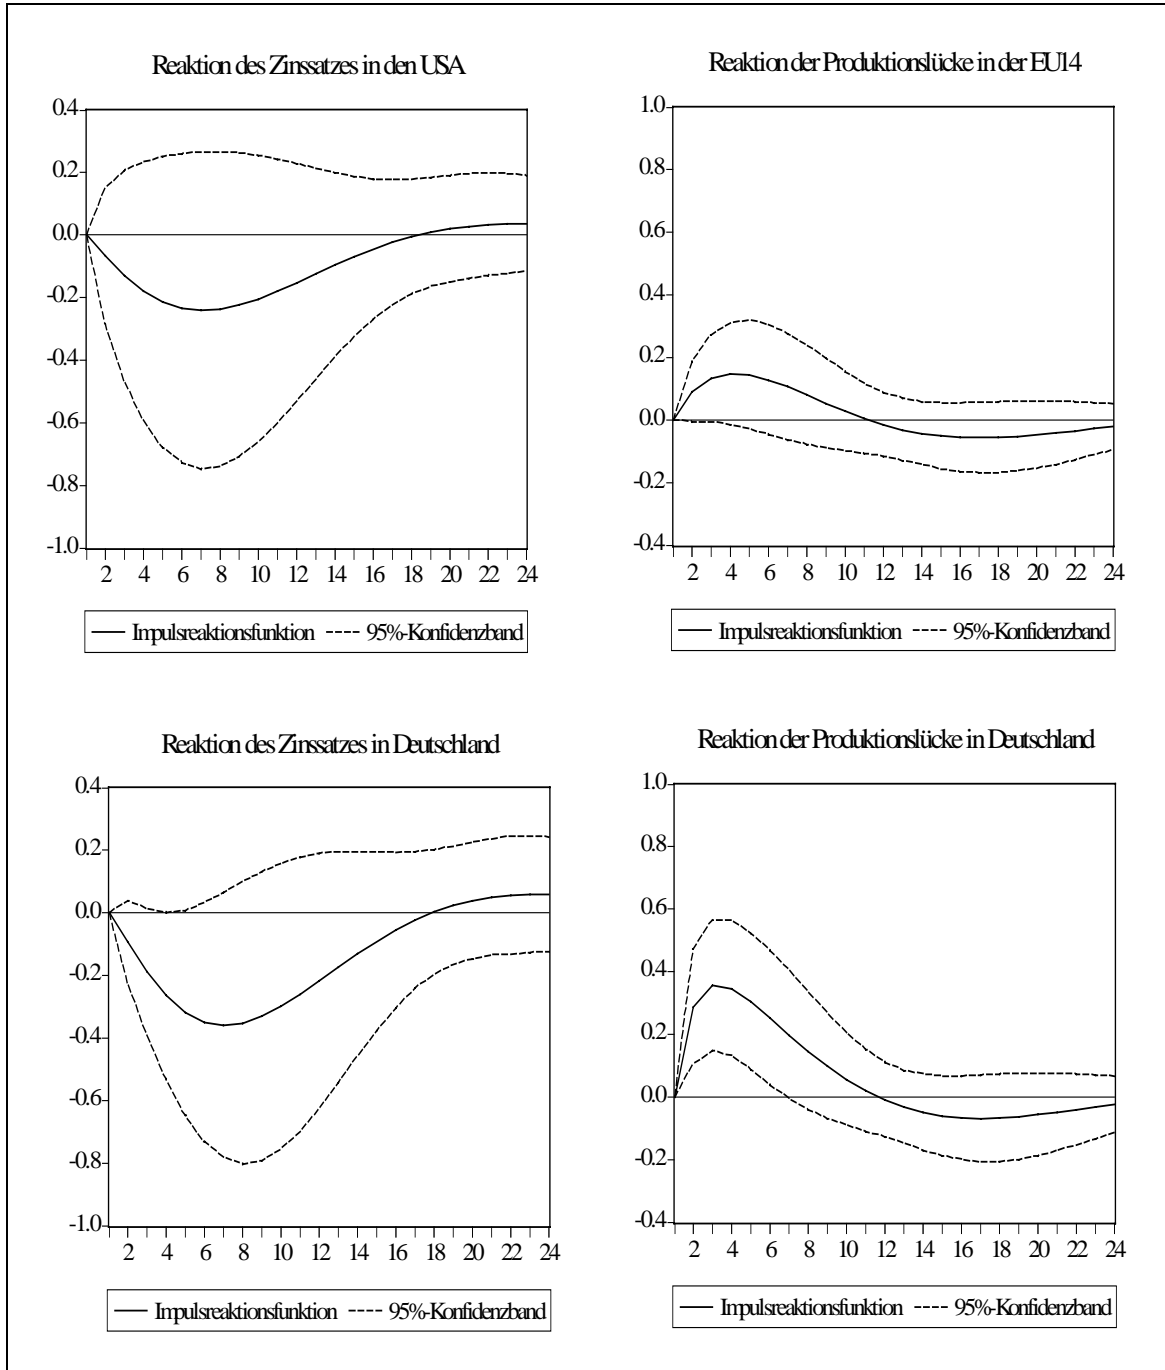 Reaktion des Zinssatzes in den USA
0.4
0.2
0.0
-0.2
-0.4
-0.6
-0.8
-1.0
2 4 6 8 10 12 14 16 18 20 22 24
Impulsreaktionsfunktion 95%-Konfidenzband
Reaktion der Produktionslücke in der EU14
1.0
0.8
0.6
0.4
0.2
0.0
-0.2
-0.4
2 4 6 8 10 12 14 16 18 20 22 24
Impulsreaktionsfunktion 95%-Konfidenzband
Reaktion des Zinssatzes in Deutschland
0.4
0.2
0.0
-0.2
-0.4
-0.6
-0.8
-1.0
2 4 6 8 10 12 14 16 18 20 22 24
Impulsreaktionsfunktion 95%-Konfidenzband
Reaktion der Produktionslücke in Deutschland
1.0
0.8
0.6
0.4
0.2
0.0
-0.2
-0.4
2 4 6 8 10 12 14 16 18 20 22 24
Impulsreaktionsfunktion 95%-Konfidenzband